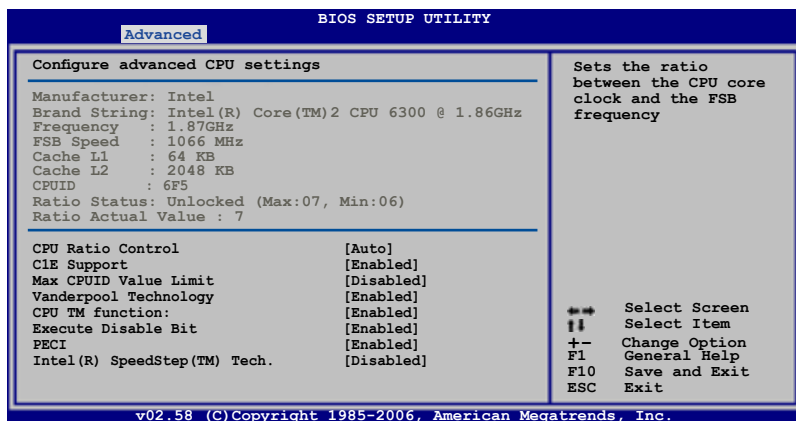 BIOS SETUP UTILITY
Advanced
Configure advanced CPU settings
Manufacturer: Intel
Brand String: Intel(R) Core(TM)2 CPU 6300 @ 1.86GHz
Frequency : 1.87GHz
FSB Speed : 1066 MHz
Cache L1 : 64 KB
Cache L2 : 2048 KB
CPUID : 6F5
Ratio Status: Unlocked (Max:07, Min:06)
Ratio Actual Value : 7
CPU Ratio Control [Auto]
C1E Support [Enabled]
Max CPUID Value Limit [Disabled]
Vanderpool Technology [Enabled]
CPU TM function: [Enabled]
Execute Disable Bit [Enabled]
PECI [Enabled]
Intel(R) SpeedStep(TM) Tech. [Disabled]
Sets the ratio
between the CPU core
clock and the FSB
frequency
←→ Select Screen
↑↓ Select Item
+- Change Option
F1 General Help
F10 Save and Exit
ESC Exit
v02.58 (C)Copyright 1985-2006, American Megatrends, Inc.